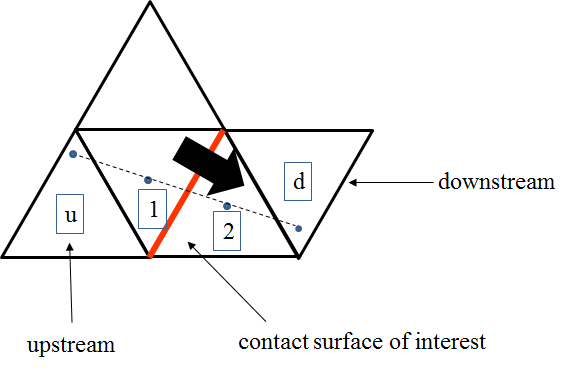 d
downstream
u
1
2
upstream
contact surface of interest